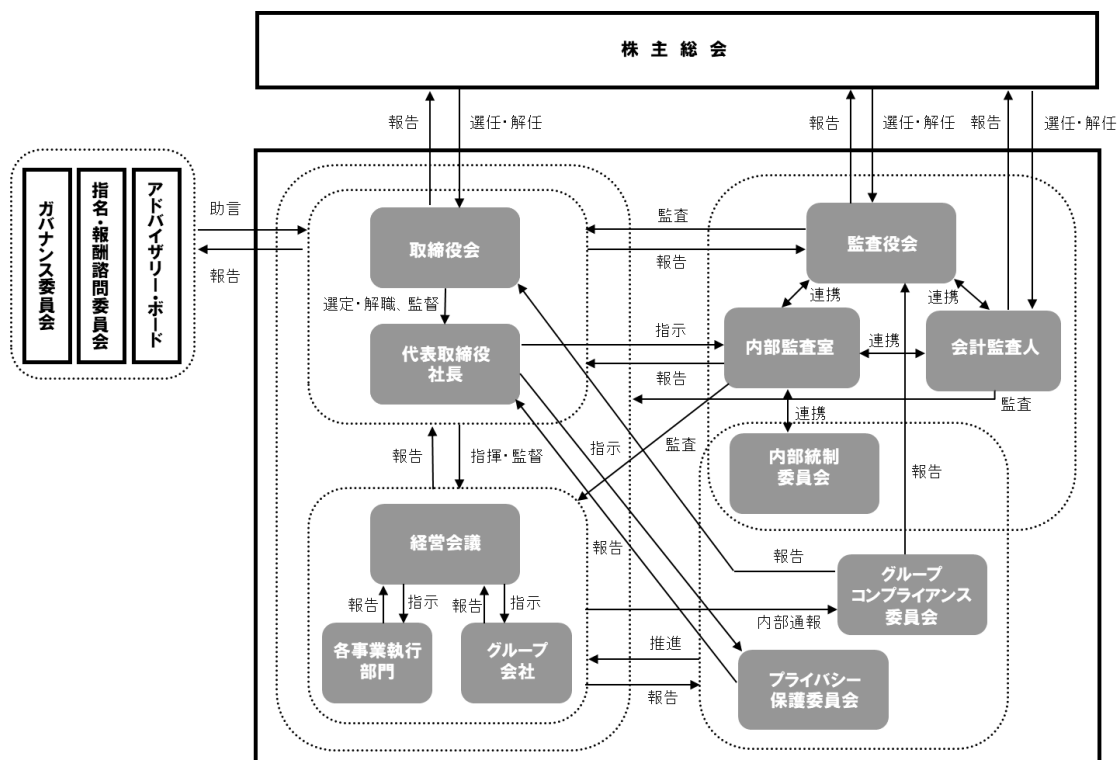 株主総会
報告
選任・解任
報告
選任・解任
報告
選任・解任
ガバナンス委員会
指名・報酬諮問委員会
アドバイザリー・ボード
助言
報告
取締役会
選定・解職、監督
代表取締役
社長
監査
報告
監査役会
連携
連携
指示
内部監査室
連携
会計監査人
報告
監査
連携
内部統制
委員会
報告
指揮・監督
指示
監査
報告
経営会議
報告
指示
報告
指示
各事業執行
部門
グループ
会社
報告
報告
グループ
コンプライアンス
委員会
内部通報
推進
報告
プライバシー
保護委員会